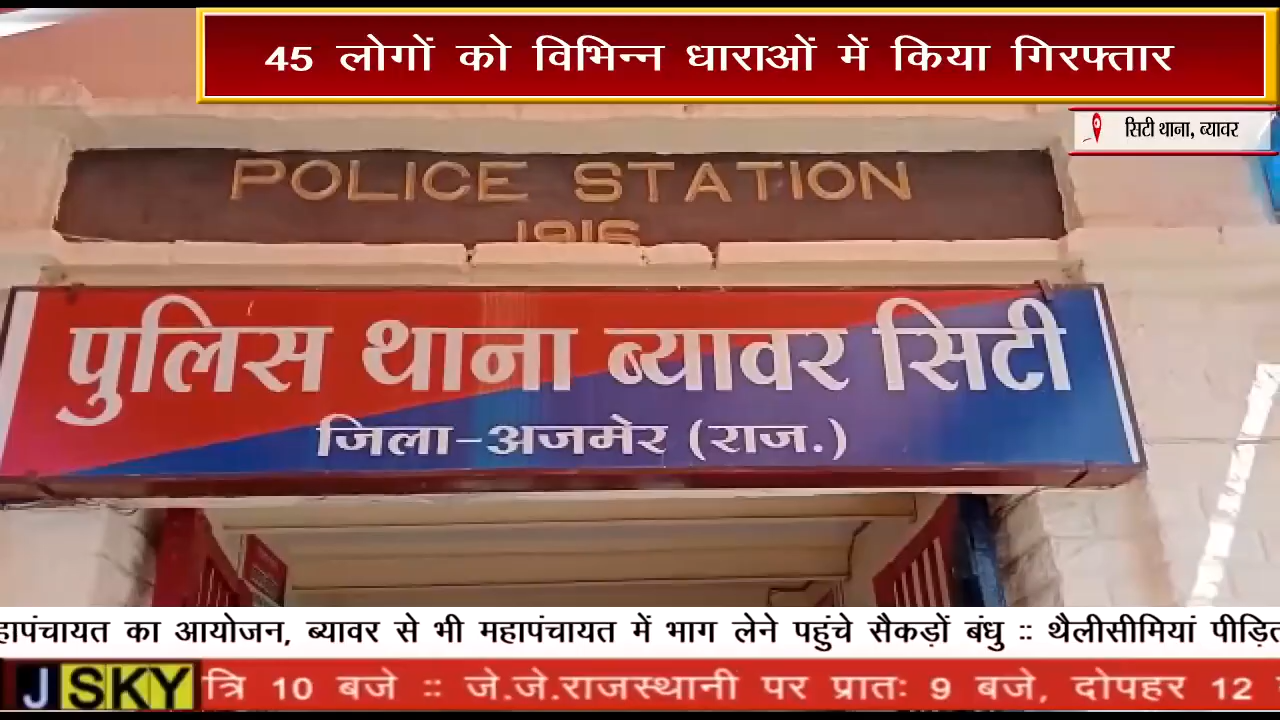 45 लोगों को विभिन्न धाराओं में किया गिरफ्तार
सिटी थाना, ब्यावर
POLICE STATION
1916
पुलिस थाना ब्यावर सिटी
जिला-अजमेर (राज.)
हापंचायत का आयोजन, ब्यावर से भी महापंचायत में भाग लेने पहुंचे सैकड़ों बंधु :: थैलीसीमियां पीड़ित
J SKY
त्रि 10 बजे :: जे.जे.राजस्थानी पर प्रातः 9 बजे, दोपहर 12